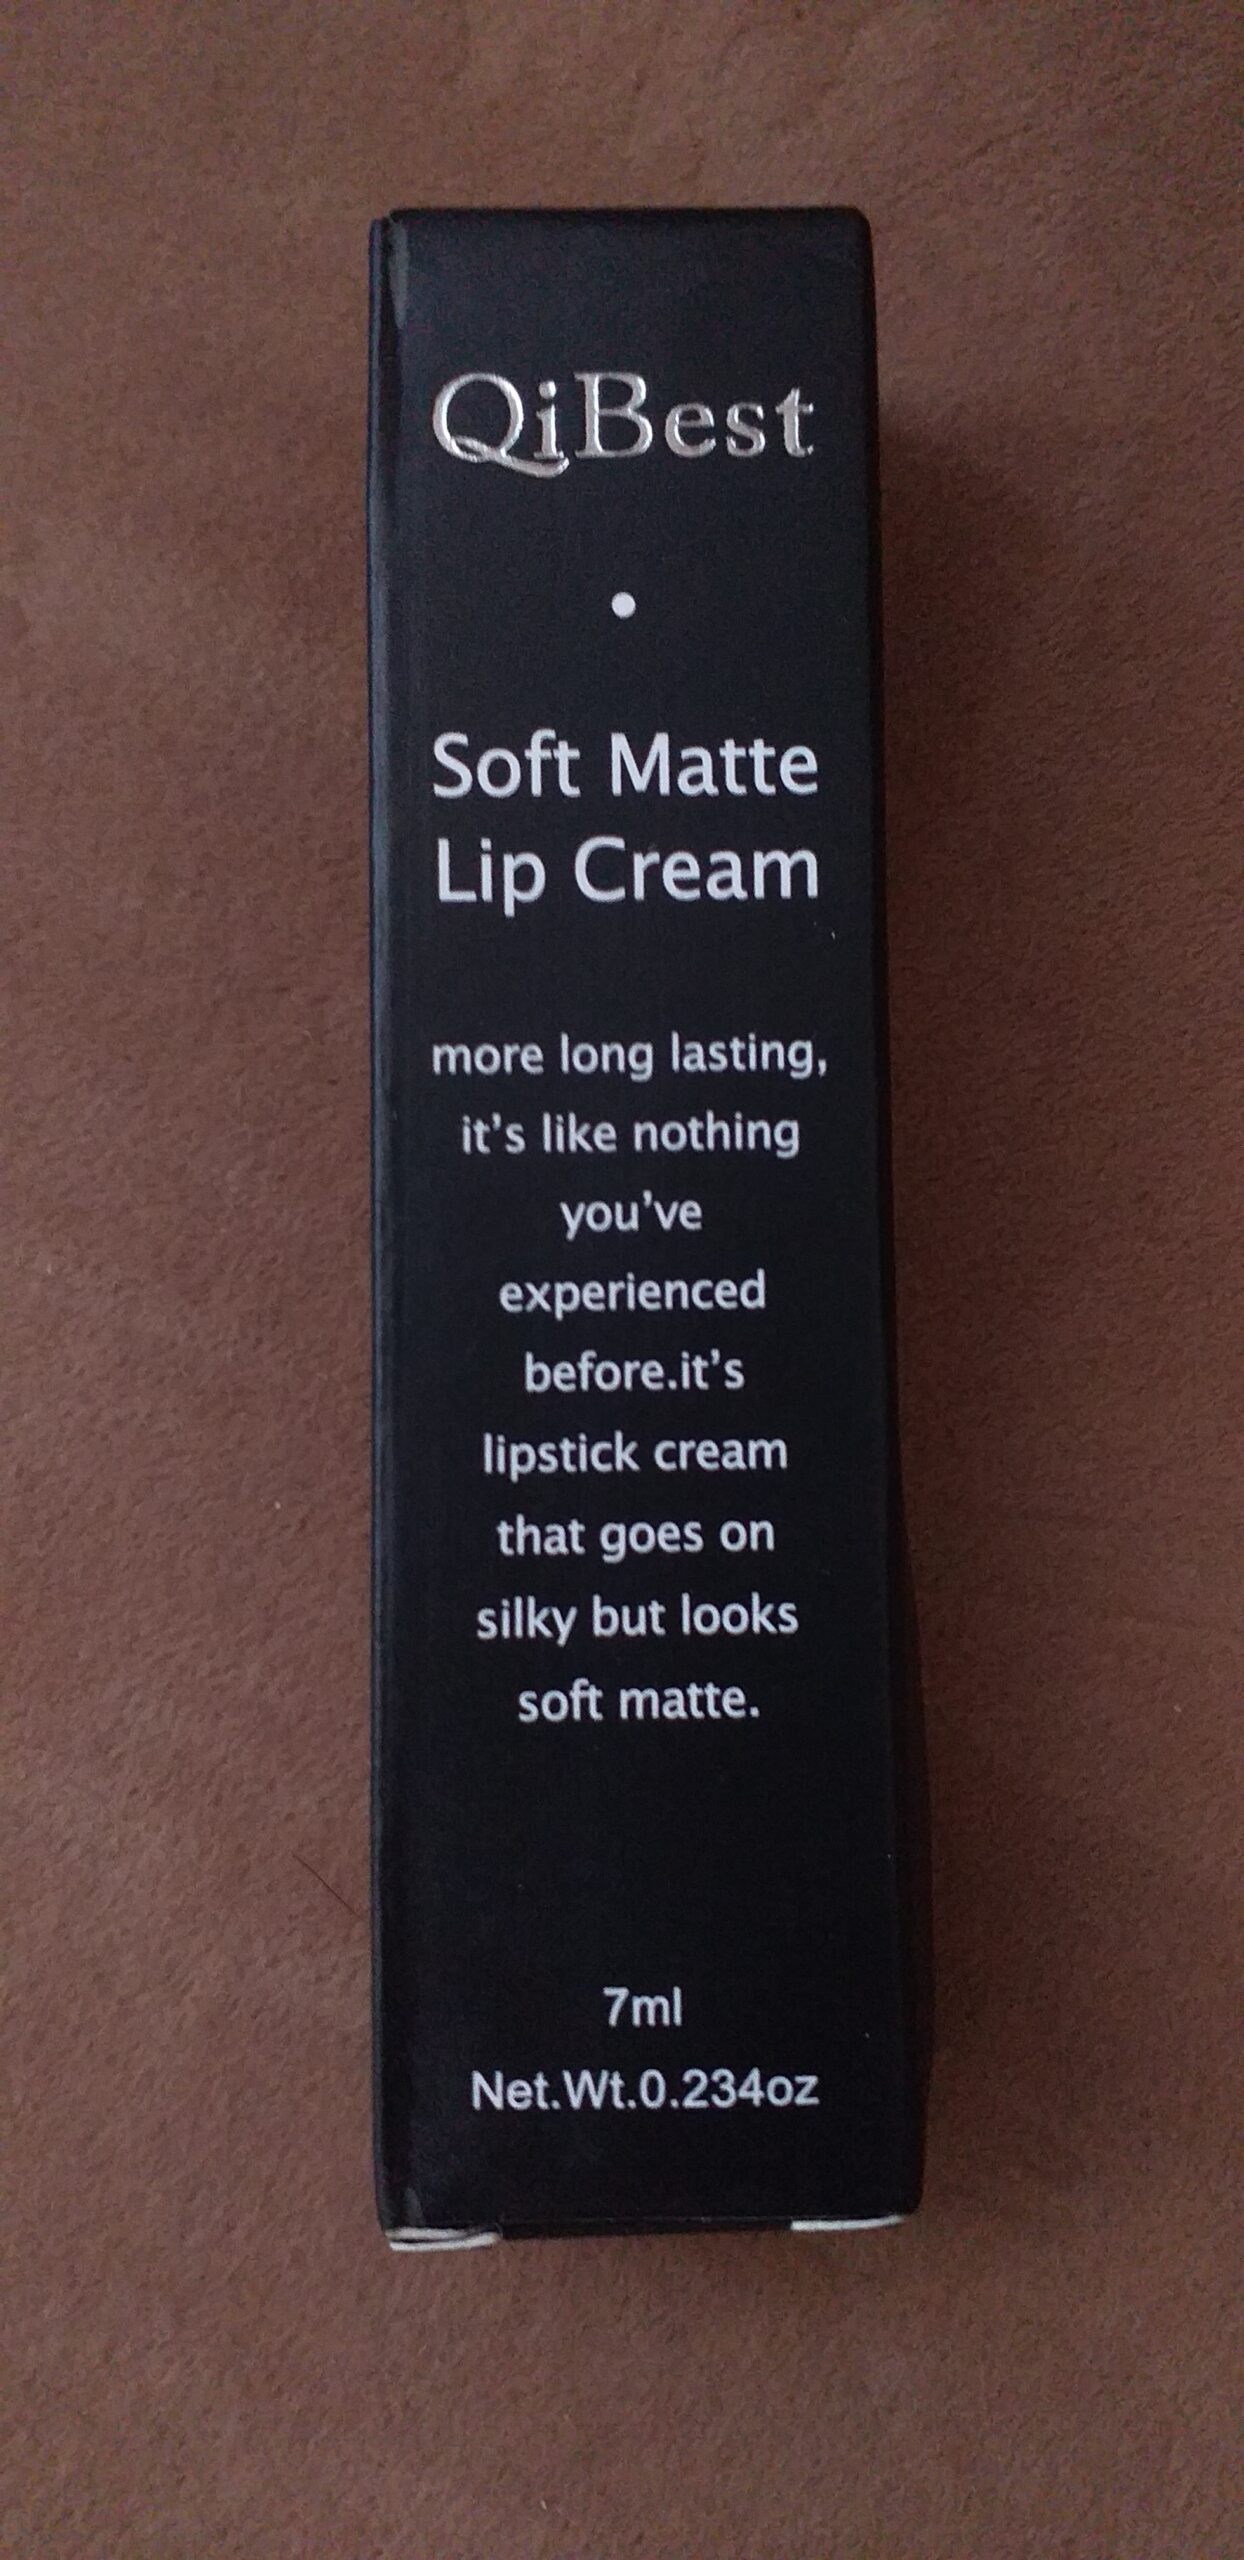 QiBest
Soft Matte
Lip Cream
more long lasting,
it's like nothing
you've
experienced
before.it's
lipstick cream
that goes on
silky but looks
soft matte.
7ml
Net.Wt.0.234oz